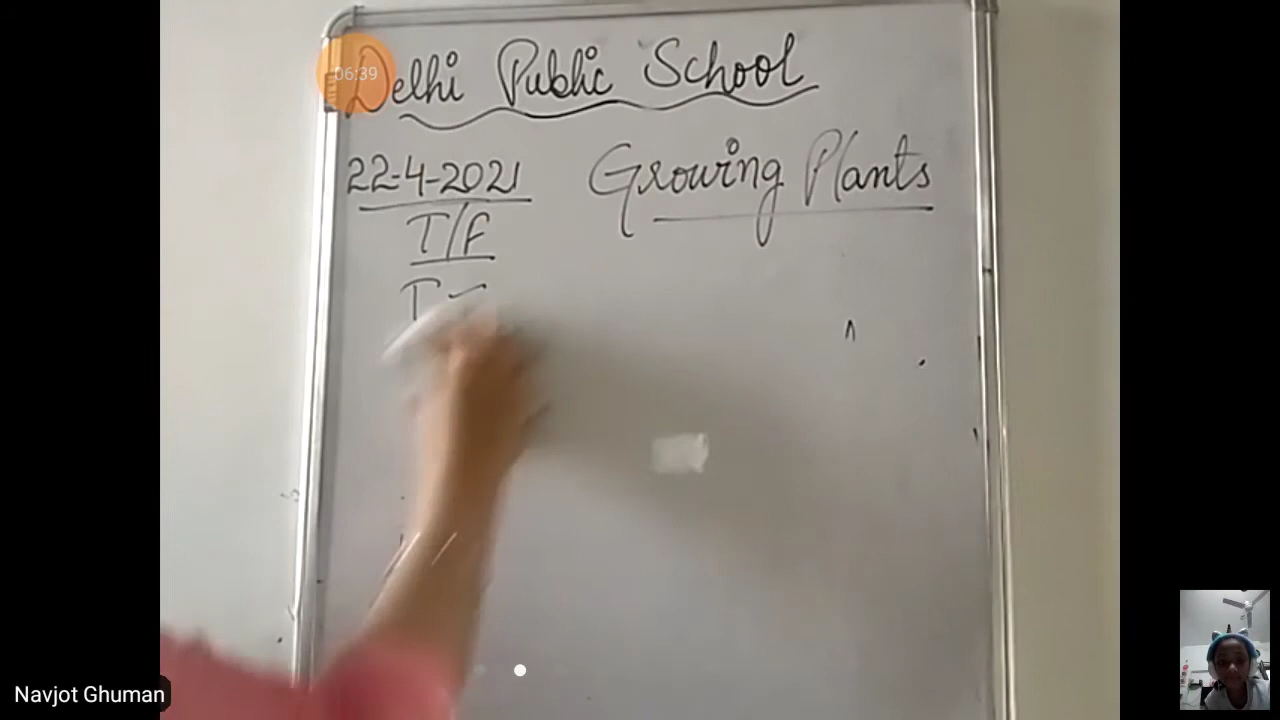 Delhi Public School
06:39
22-4-2021 Growing Plants
T/F
T
Navjot Ghuman